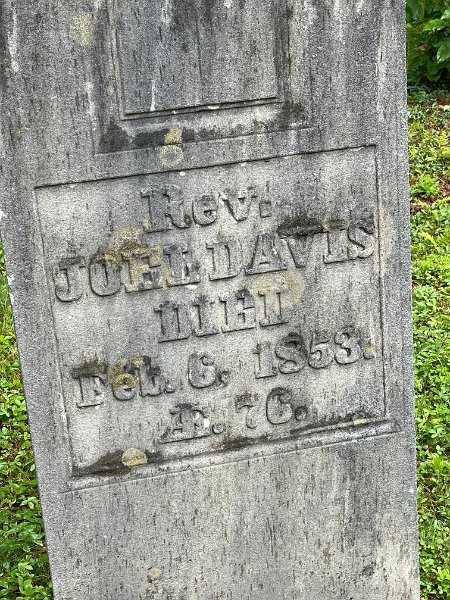 Rev.
JOEL DAVIS
DIED
Feb. 6. 1853.
Æ. 76.